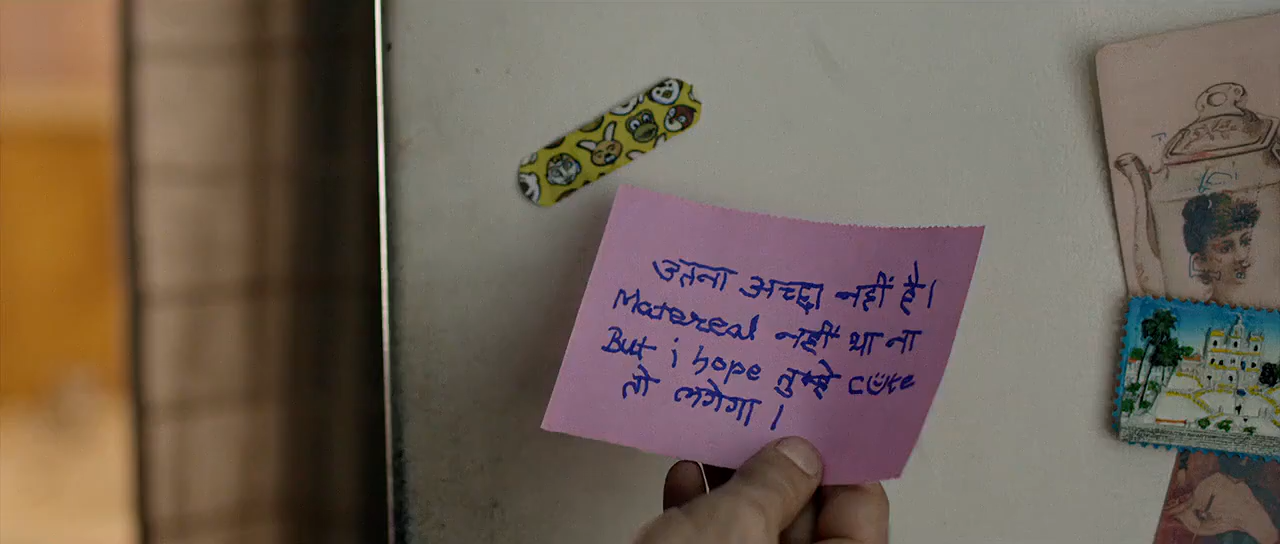 उतना अच्छा नहीं है।
Matereal नहीं था ना
But i hope तुम्हे cute
तो लगेगा।